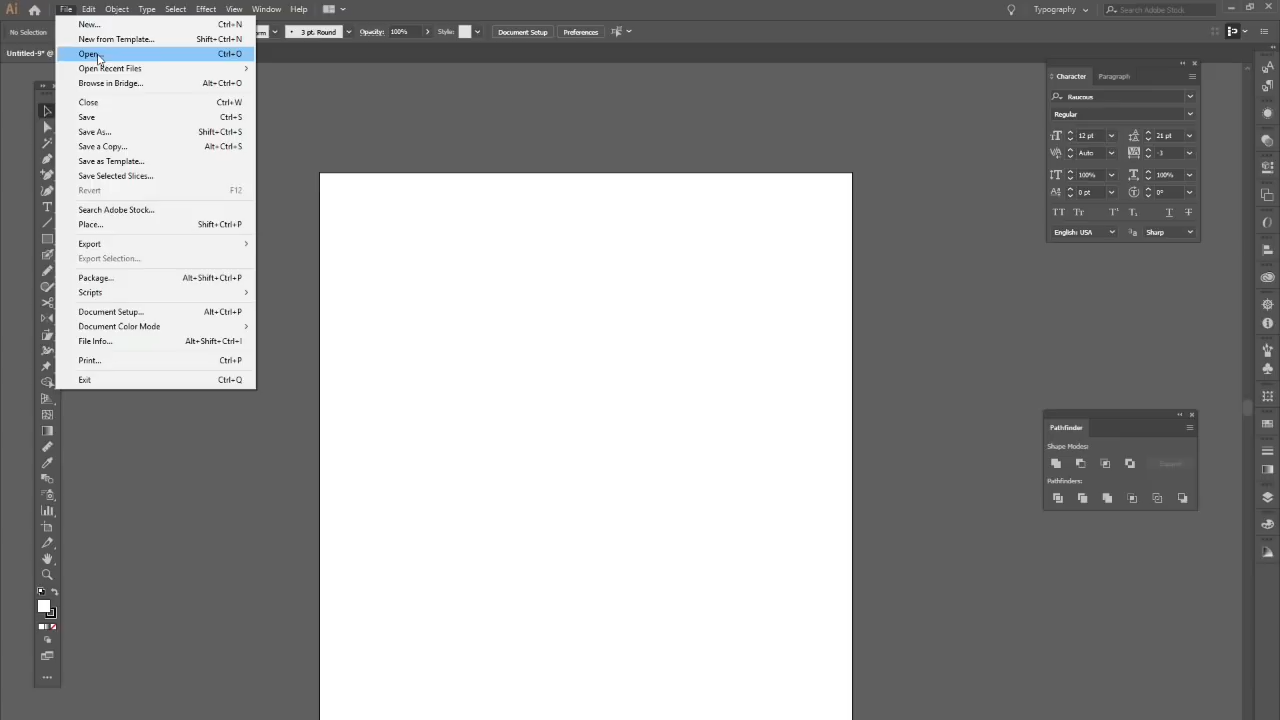 Ai File Edit Object Type Select Effect View Window Help Typography Search Adobe Stock
No Selection 3 pt. Round Opacity: 100% Style: Document Setup Preferences
Untitled-9* @
New... Ctrl+N
New from Template... Shift+Ctrl+N
Open... Ctrl+O
Open Recent Files
Browse in Bridge... Alt+Ctrl+O
Close Ctrl+W
Save Ctrl+S
Save As... Shift+Ctrl+S
Save a Copy... Alt+Ctrl+S
Save as Template...
Save Selected Slices...
Revert F12
Search Adobe Stock...
Place... Shift+Ctrl+P
Export
Export Selection...
Package... Alt+Shift+Ctrl+P
Scripts
Document Setup... Alt+Ctrl+P
Document Color Mode
File Info... Alt+Shift+Ctrl+I
Print... Ctrl+P
Exit Ctrl+Q
Character Paragraph
Raucous
Regular
12 pt 21 pt
Auto -3
100% 100%
0 pt 0°
English: USA Sharp
Pathfinder
Shape Modes:
Expand
Pathfinders: